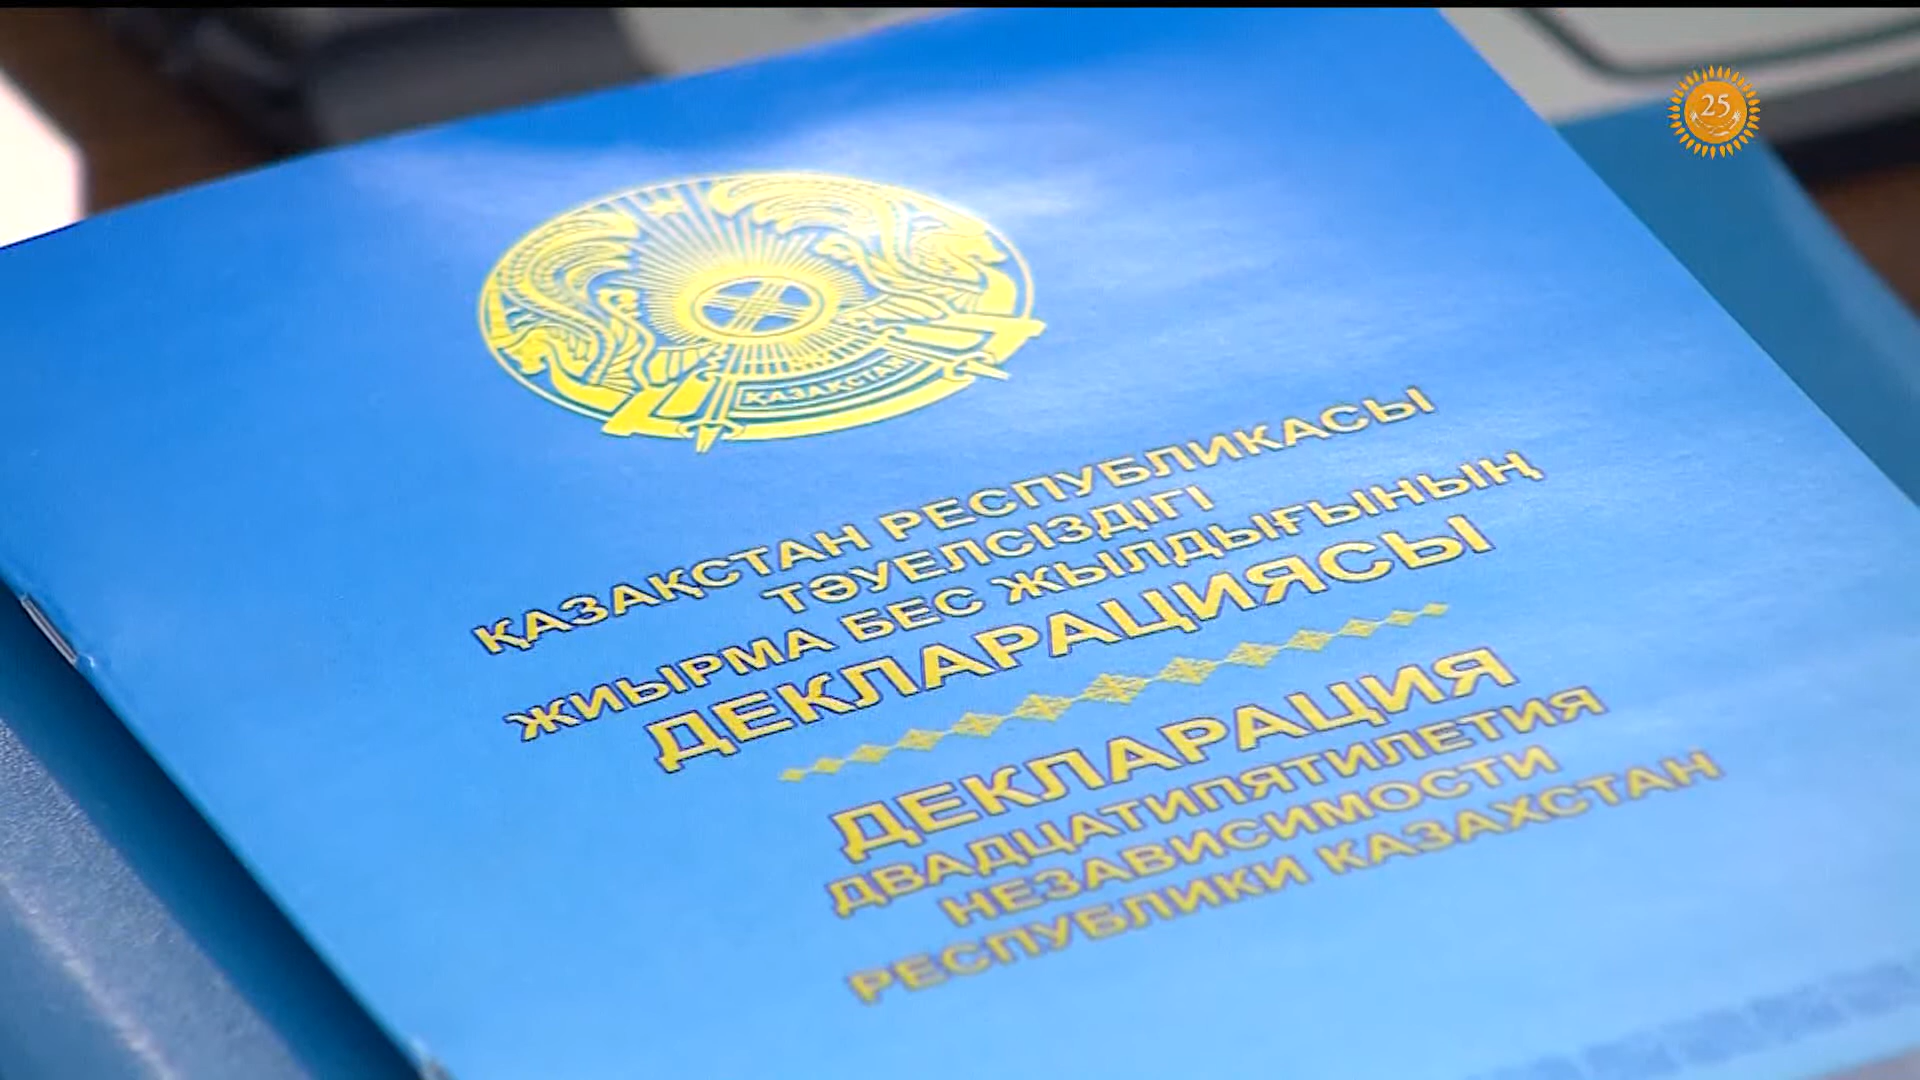 25
ҚАЗАҚСТАН
ҚАЗАҚСТАН РЕСПУБЛИКАСЫ
ТӘУЕЛСІЗДІГІ
ЖИЫРМА БЕС ЖЫЛДЫҒЫНЫҢ
ДЕКЛАРАЦИЯСЫ
ДЕКЛАРАЦИЯ
ДВАДЦАТИПЯТИЛЕТИЯ
НЕЗАВИСИМОСТИ
РЕСПУБЛИКИ КАЗАХСТАН